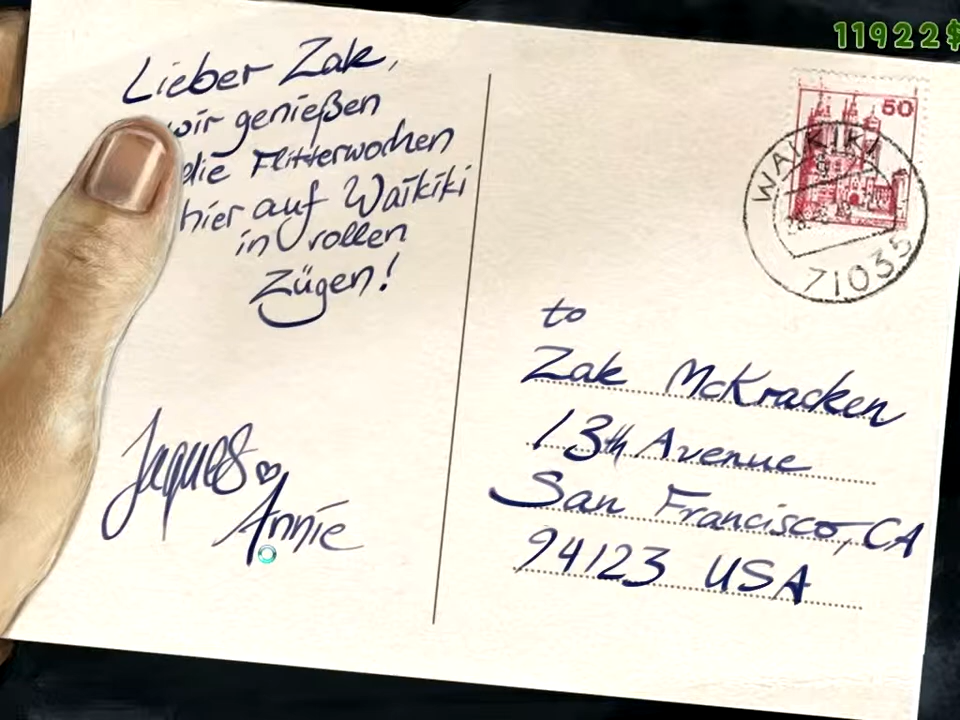 11922$
Lieber Zak,
wir genießen
die Flitterwochen
hier auf Waikiki
in vollen
Zügen!
Jaques
Annie
50
WAIKIKI
71035
to
Zak McKracken
13th Avenue
San Francisco, CA
94123 USA